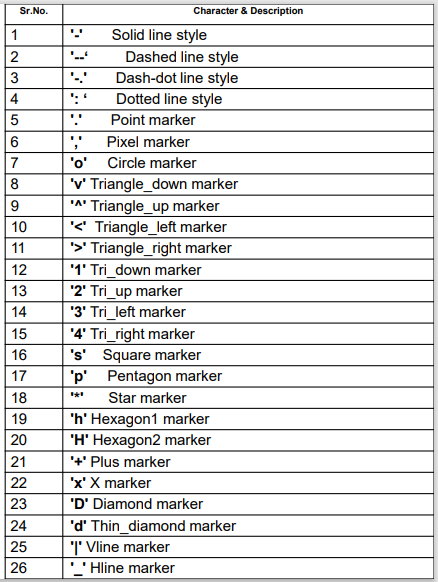 Sr.No. Character & Description
1 '-' Solid line style
2 '--‘ Dashed line style
3 '-.' Dash-dot line style
4 ': ‘ Dotted line style
5 '.' Point marker
6 ',' Pixel marker
7 'o' Circle marker
8 'v' Triangle_down marker
9 '^' Triangle_up marker
10 '<' Triangle_left marker
11 '>' Triangle_right marker
12 '1' Tri_down marker
13 '2' Tri_up marker
14 '3' Tri_left marker
15 '4' Tri_right marker
16 's' Square marker
17 'p' Pentagon marker
18 '*' Star marker
19 'h' Hexagon1 marker
20 'H' Hexagon2 marker
21 '+' Plus marker
22 'x' X marker
23 'D' Diamond marker
24 'd' Thin_diamond marker
25 '|' Vline marker
26 '_' Hline marker